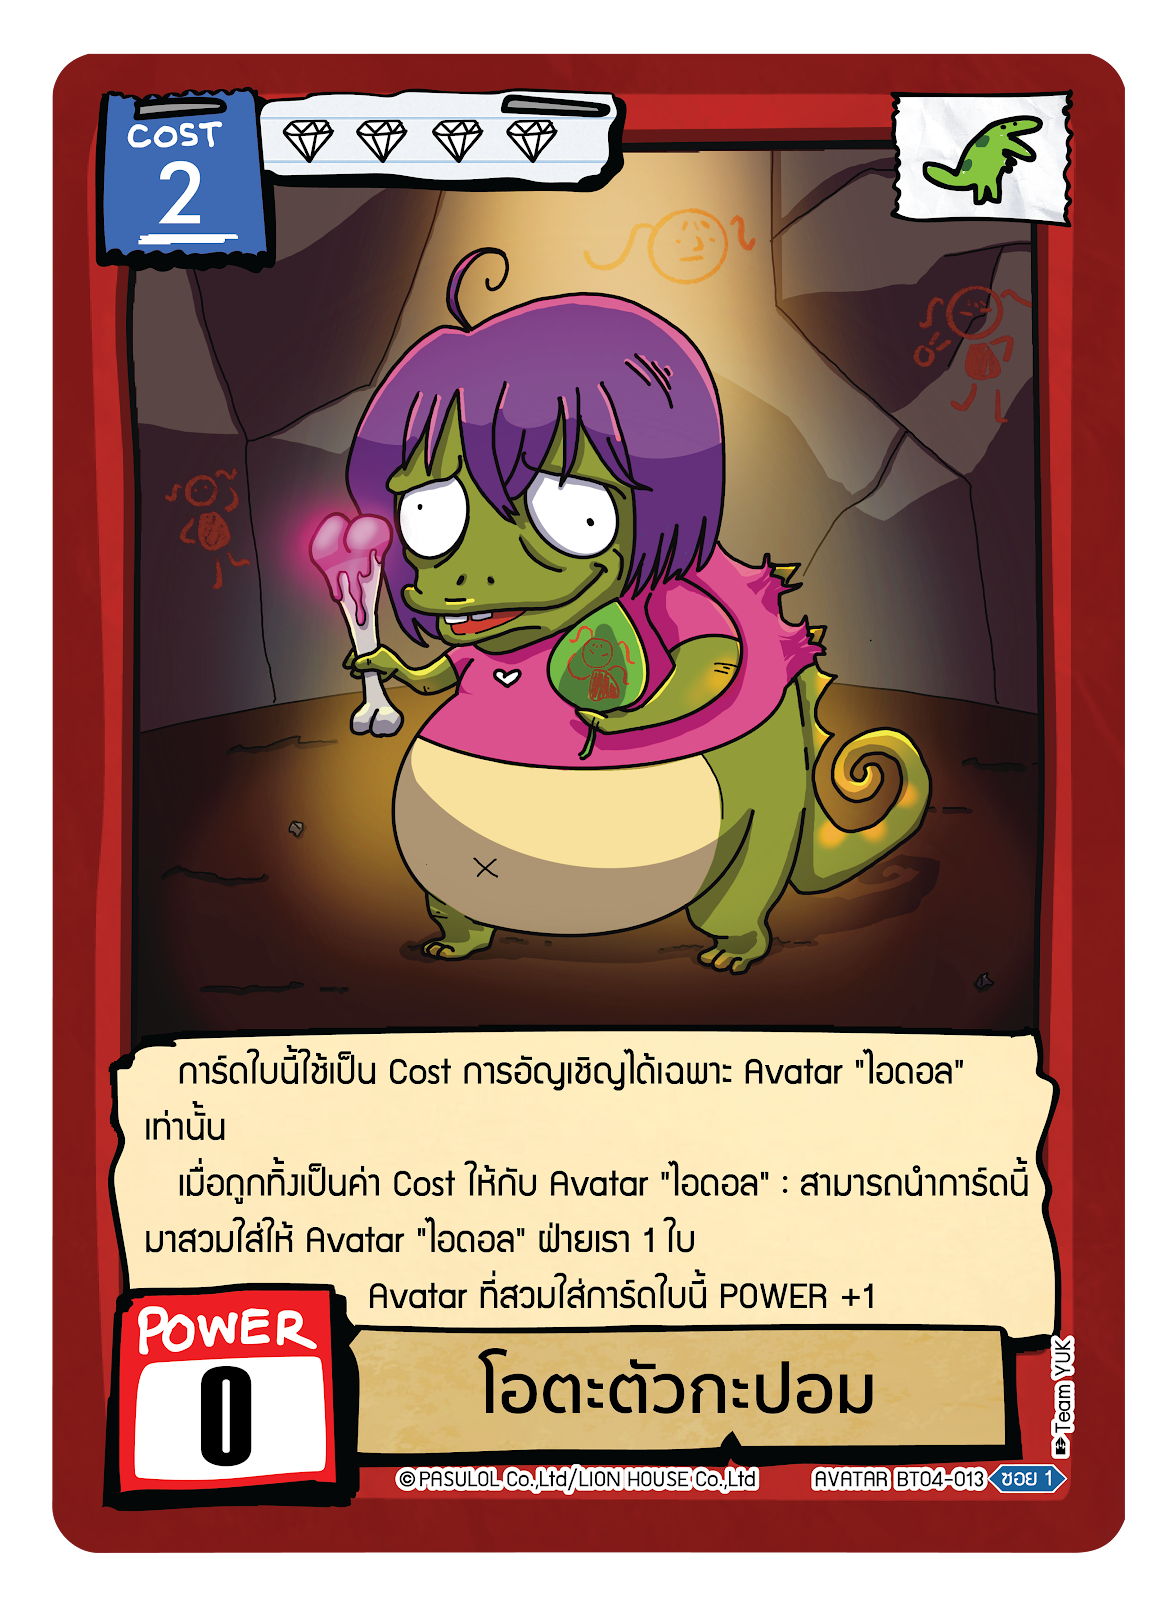 COST
2
การ์ดใบนี้ใช้เป็น Cost การอัญเชิญได้เฉพาะ Avatar "ไอดอล"
เท่านั้น
เมื่อถูกทิ้งเป็นค่า Cost ให้กับ Avatar "ไอดอล" : สามารถนำการ์ดนี้
มาสวมใส่ให้ Avatar "ไอดอล" ฝ่ายเรา 1 ใบ
Avatar ที่สวมใส่การ์ดใบนี้ POWER +1
POWER
0
โอตะตัวกะปอม
Team YUK
© PASULOL Co.,Ltd/LION HOUSE Co.,Ltd
AVATAR BT04-013 ซอย 1